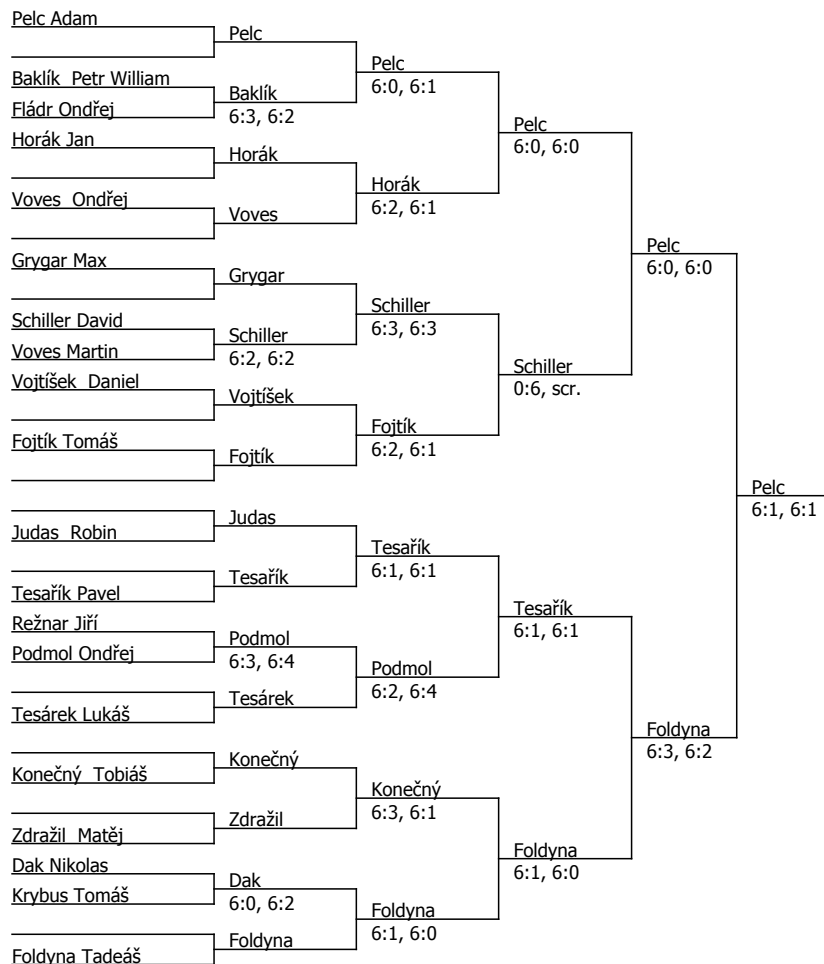 Pelc Adam
Pelc
Pelc
6:0, 6:1
Baklík  Petr William
Baklík
6:3, 6:2
Fládr Ondřej
Pelc
6:0, 6:0
Horák Jan
Horák
Horák
6:2, 6:1
Voves  Ondřej
Voves
Pelc
6:0, 6:0
Grygar Max
Grygar
Schiller
6:3, 6:3
Schiller David
Schiller
6:2, 6:2
Voves Martin
Schiller
0:6, scr.
Vojtíšek  Daniel
Vojtíšek
Fojtík
6:2, 6:1
Fojtík Tomáš
Fojtík
Pelc
6:1, 6:1
Judas
Judas  Robin
Tesařík
6:1, 6:1
Tesařík
Tesařík Pavel
Tesařík
6:1, 6:1
Režnar Jiří
Podmol
6:3, 6:4
Podmol Ondřej
Podmol
6:2, 6:4
Tesárek
Tesárek Lukáš
Foldyna
6:3, 6:2
Konečný
Konečný  Tobiáš
Konečný
6:3, 6:1
Zdražil
Zdražil  Matěj
Foldyna
6:1, 6:0
Dak Nikolas
Dak
6:0, 6:2
Krybus Tomáš
Foldyna
6:1, 6:0
Foldyna
Foldyna Tadeáš